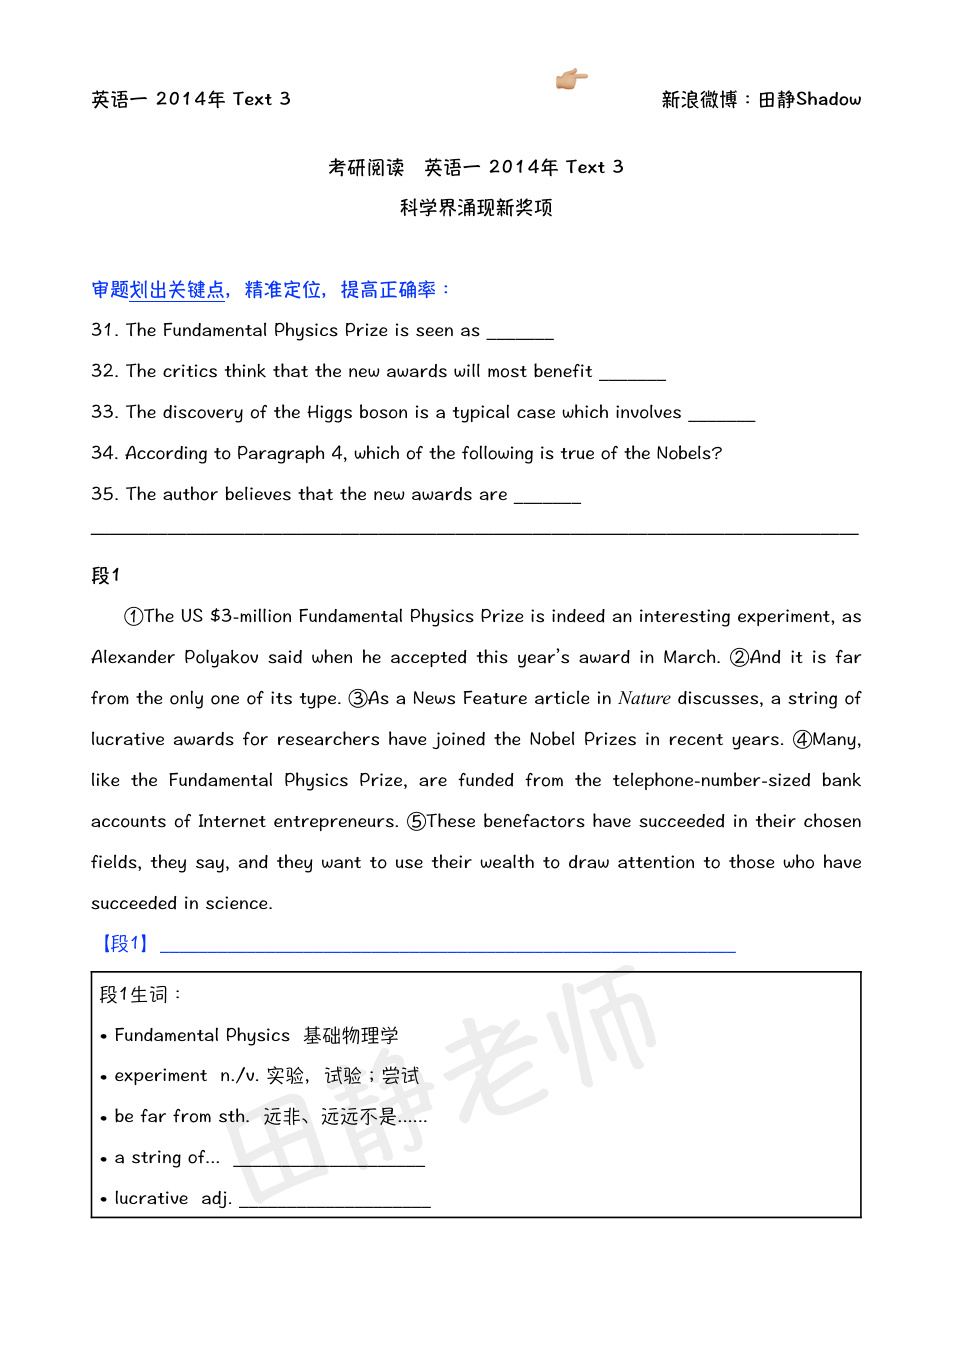 英语一 2014年 Text 3 新浪微博：田静Shadow
考研阅读 英语一 2014年 Text 3
科学界涌现新奖项
审题划出关键点，精准定位，提高正确率：
31. The Fundamental Physics Prize is seen as _______
32. The critics think that the new awards will most benefit _______
33. The discovery of the Higgs boson is a typical case which involves _______
34. According to Paragraph 4, which of the following is true of the Nobels?
35. The author believes that the new awards are _______
段1
①The US $3-million Fundamental Physics Prize is indeed an interesting experiment, as
Alexander Polyakov said when he accepted this year's award in March. ②And it is far
from the only one of its type. ③As a News Feature article in Nature discusses, a string of
lucrative awards for researchers have joined the Nobel Prizes in recent years. ④Many,
like the Fundamental Physics Prize, are funded from the telephone-number-sized bank
accounts of Internet entrepreneurs. ⑤These benefactors have succeeded in their chosen
fields, they say, and they want to use their wealth to draw attention to those who have
succeeded in science.
【段1】____________________________________________________________
段1生词：
• Fundamental Physics 基础物理学
• experiment n./v. 实验，试验；尝试
• be far from sth. 远非、远远不是......
• a string of... ____________________
• lucrative adj. ____________________
田静老师